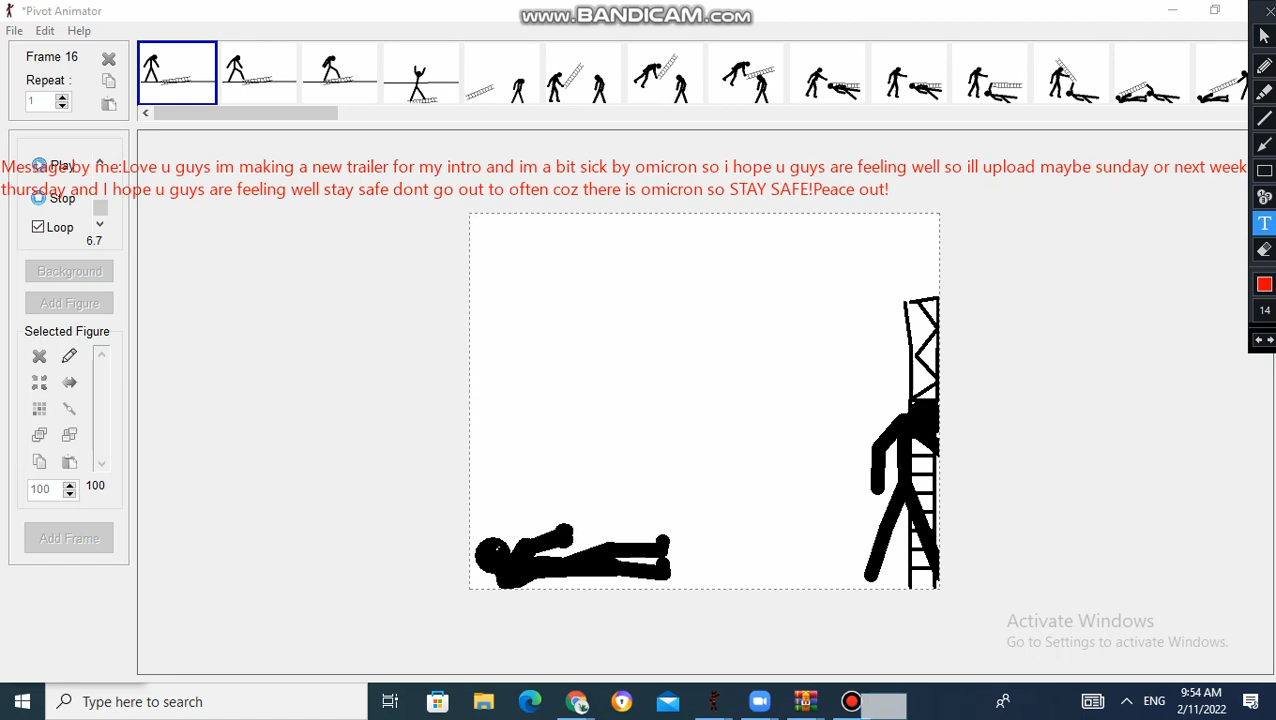 *Pivot Animator
www.BANDICAM.com
File Edit Help
Frame 16
Repeat :
1
Message by me:Love u guys im making a new trailer for my intro and im a bit sick by omicron so i hope u guys are feeling well so ill upload maybe sunday or next week
thursday and I hope u guys are feeling well stay safe dont go out to often coz there is omicron so STAY SAFE!Peace out!
Play
Stop
Loop
6.7
Background
Add Figure
Selected Figure
100 100
Add Frame
T
14
Activate Windows
Go to Settings to activate Windows.
Type here to search
ENG
9:54 AM
2/11/2022